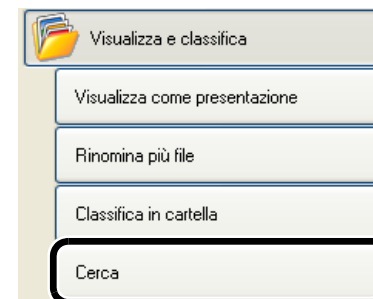 Visualizza e classifica
Visualizza come presentazione
Rinomina più file
Classifica in cartella
Cerca